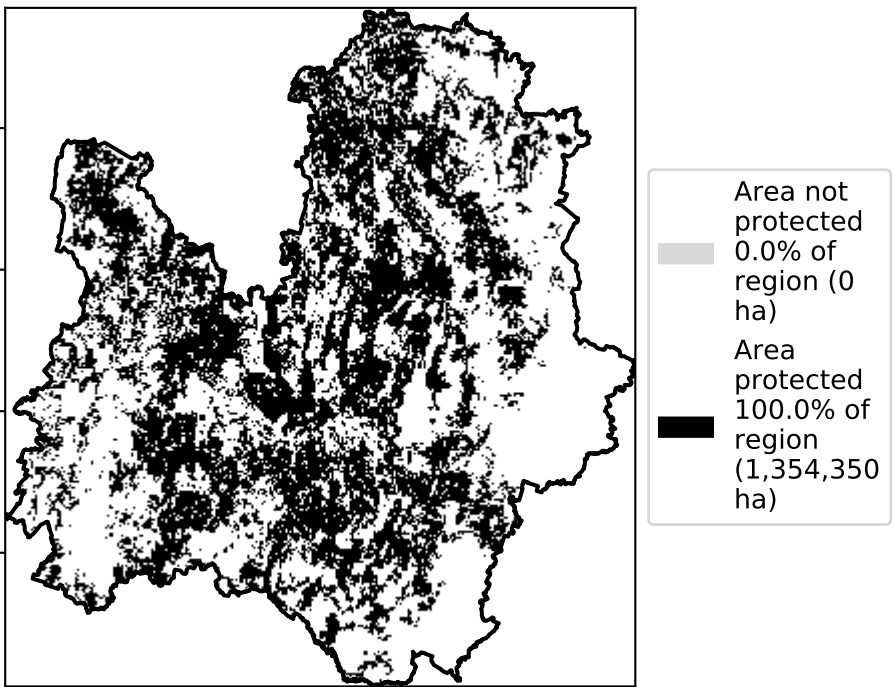 Area not
protected
0.0% of
region (0
ha)
Area
protected
100.0% of
region
(1,354,350
ha)